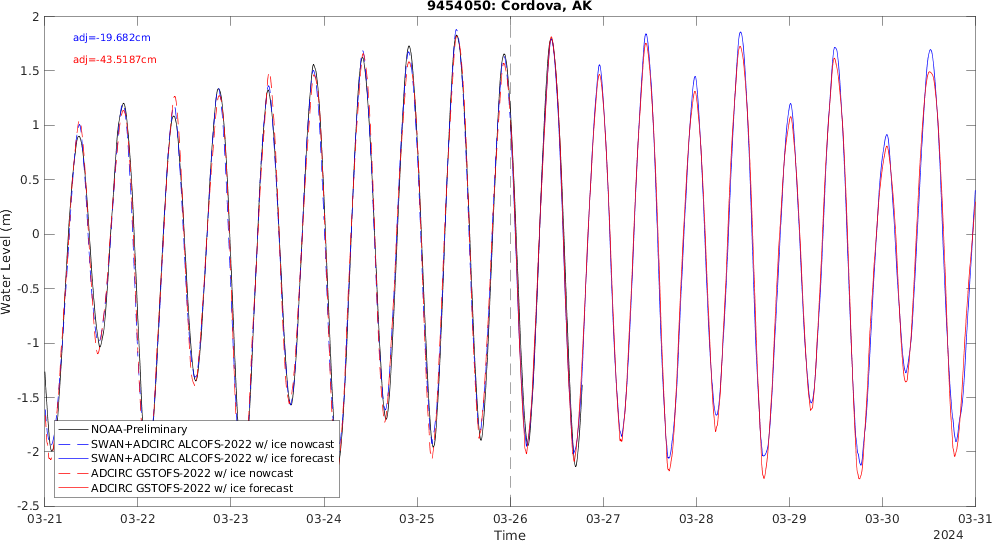 9454050: Cordova, AK
adj=-19.682cm
adj=-43.5187cm
2
1.5
1
0.5
0
-0.5
-1
-1.5
-2
-2.5
Water Level (m)
NOAA-Preliminary
SWAN+ADCIRC ALCOFS-2022 w/ ice nowcast
SWAN+ADCIRC ALCOFS-2022 w/ ice forecast
ADCIRC GSTOFS-2022 w/ ice nowcast
ADCIRC GSTOFS-2022 w/ ice forecast
03-21 03-22 03-23 03-24 03-25 03-26 03-27 03-28 03-29 03-30 03-31
Time
2024